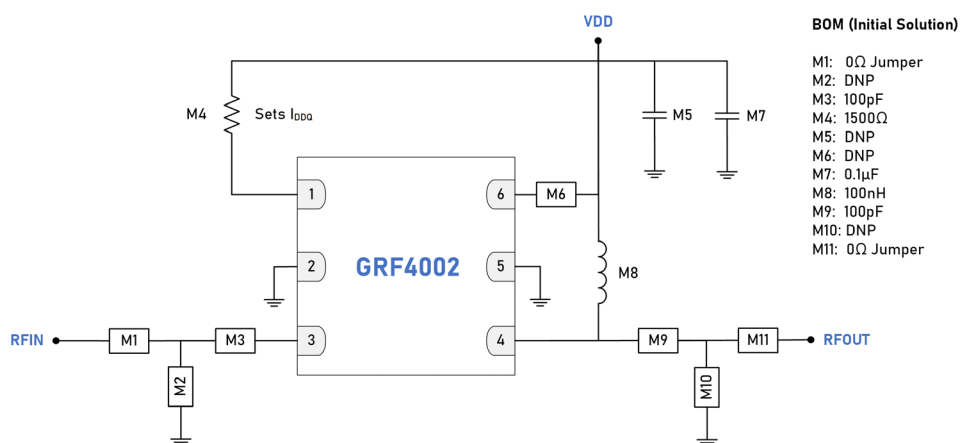 VDD
BOM (Initial Solution)
M1: 0Ω Jumper
M2: DNP
M3: 100pF
M4: 1500Ω
M5: DNP
M6: DNP
M7: 0.1µF
M8: 100nH
M9: 100pF
M10: DNP
M11: 0Ω Jumper
M4
Sets IDDQ
M5
M7
1
6
M6
2
GRF4002
5
M8
RFIN
M1
M3
3
4
M9
M11
RFOUT
M2
M10